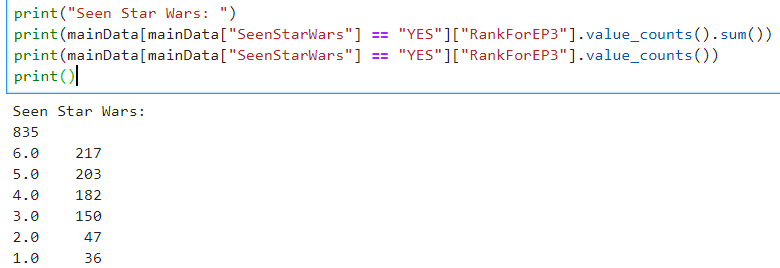 print("Seen Star Wars: ")
print(mainData[mainData["SeenStarWars"] == "YES"]["RankForEP3"].value_counts().sum())
print(mainData[mainData["SeenStarWars"] == "YES"]["RankForEP3"].value_counts())
print()
Seen Star Wars:
835
6.0    217
5.0    203
4.0    182
3.0    150
2.0     47
1.0     36